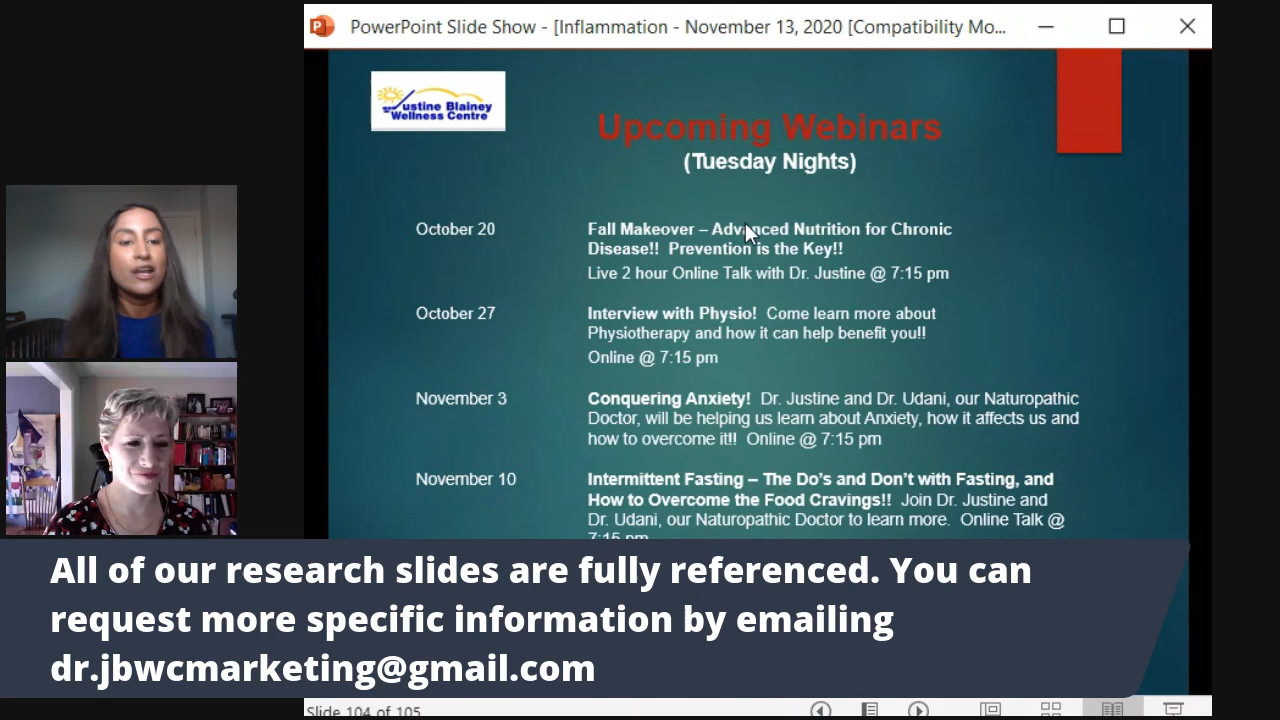 PowerPoint Slide Show - [Inflammation - November 13, 2020 [Compatibility Mo...
Justine Blainey
Wellness Centre
Upcoming Webinars
(Tuesday Nights)
October 20
Fall Makeover – Advanced Nutrition for Chronic
Disease!! Prevention is the Key!!
Live 2 hour Online Talk with Dr. Justine @ 7:15 pm
October 27
Interview with Physio! Come learn more about
Physiotherapy and how it can help benefit you!!
Online @ 7:15 pm
November 3
Conquering Anxiety! Dr. Justine and Dr. Udani, our Naturopathic
Doctor, will be helping us learn about Anxiety, how it affects us and
how to overcome it!! Online @ 7:15 pm
November 10
Intermittent Fasting – The Do's and Don't with Fasting, and
How to Overcome the Food Cravings!! Join Dr. Justine and
Dr. Udani, our Naturopathic Doctor to learn more. Online Talk @
7:15 pm
All of our research slides are fully referenced. You can
request more specific information by emailing
dr.jbwcmarketing@gmail.com
Slide 104 of 105